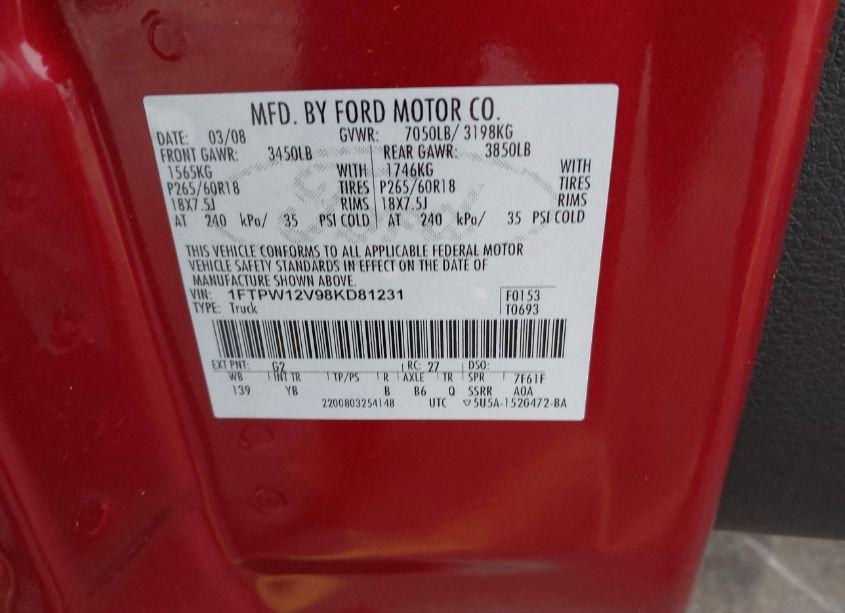 MFD. BY FORD MOTOR CO.
DATE: 03/08 GVWR: 7050LB/ 3198KG
FRONT GAWR: 3450LB REAR GAWR: 3850LB
1565KG WITH 1746KG WITH
P265/60R18 TIRES P265/60R18 TIRES
18X7.5J RIMS 18X7.5J RIMS
AT 240 kPa/ 35 PSI COLD AT 240 kPa/ 35 PSI COLD
THIS VEHICLE CONFORMS TO ALL APPLICABLE FEDERAL MOTOR
VEHICLE SAFETY STANDARDS IN EFFECT ON THE DATE OF
MANUFACTURE SHOWN ABOVE.
VIN: 1FTPW12V98KD81231 F0153
TYPE: Truck T0693
EXT PNT: G2 RC: 27 DSO:
WB INT TR TP/PS R AXLE TR SPR 7F61F
139 YB B B6 Q SSRR AOA
2200803254148 UTC ▽5U5A-1520472-BA